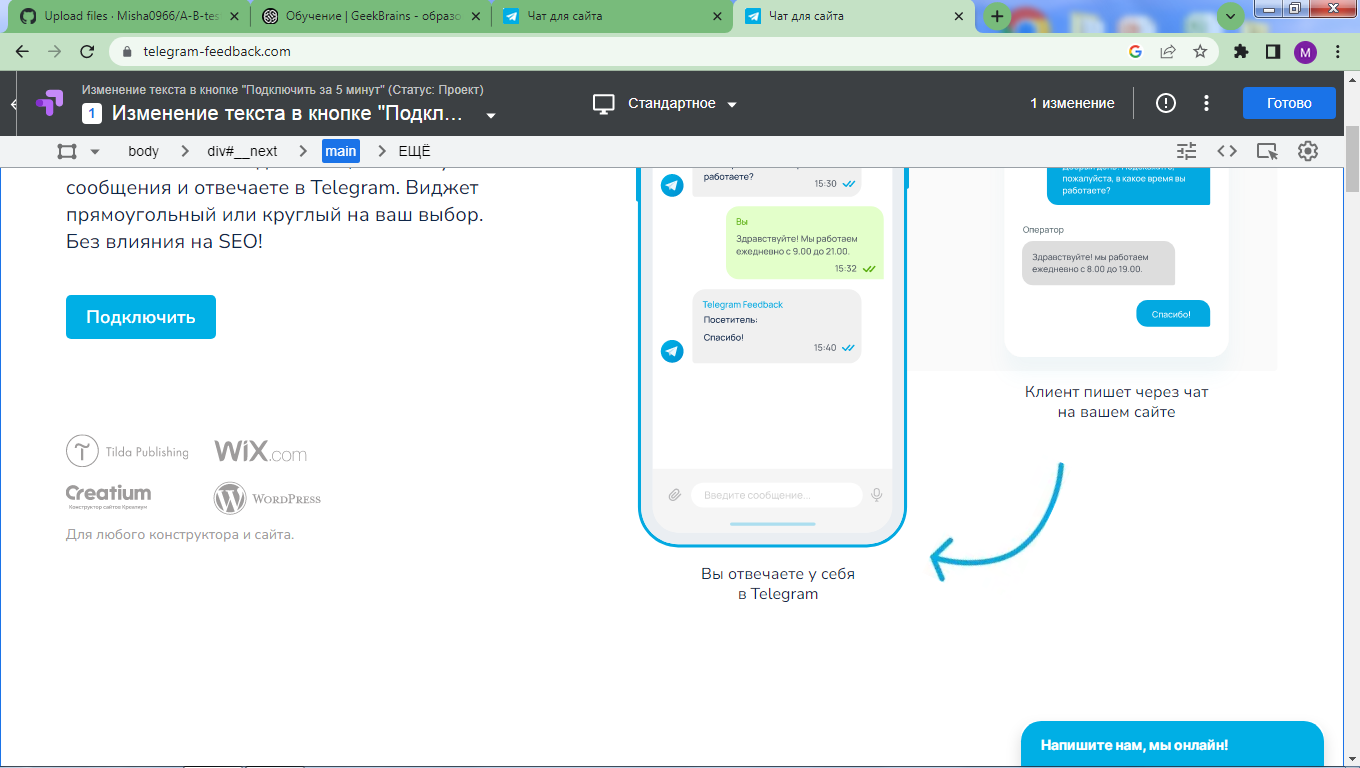 Upload files · Misha0966/A-B-tes
Обучение | GeekBrains - образо
Чат для сайта
Чат для сайта
telegram-feedback.com
M
Изменение текста в кнопке "Подключить за 5 минут" (Статус: Проект)
1 Изменение текста в кнопке "Подкл...
Стандартное
1 изменение
Готово
body
div#__next
main
ЕЩЁ
сообщения и отвечаете в Telegram. Виджет
прямоугольный или круглый на ваш выбор.
Без влияния на SEO!
Подключить
Tilda Publishing
WiX.com
Creatium
Конструктор сайтов Креатиум
WORDPRESS
Для любого конструктора и сайта.
работаете?
15:30
Вы
Здравствуйте! Мы работаем
ежедневно с 9.00 до 21.00.
15:32
Telegram Feedback
Посетитель:
Спасибо!
15:40
Введите сообщение...
Вы отвечаете у себя
в Telegram
пожалуйста, в какое время вы
работаете?
Оператор
Здравствуйте! мы работаем
ежедневно с 8.00 до 19.00.
Спасибо!
Клиент пишет через чат
на вашем сайте
Напишите нам, мы онлайн!